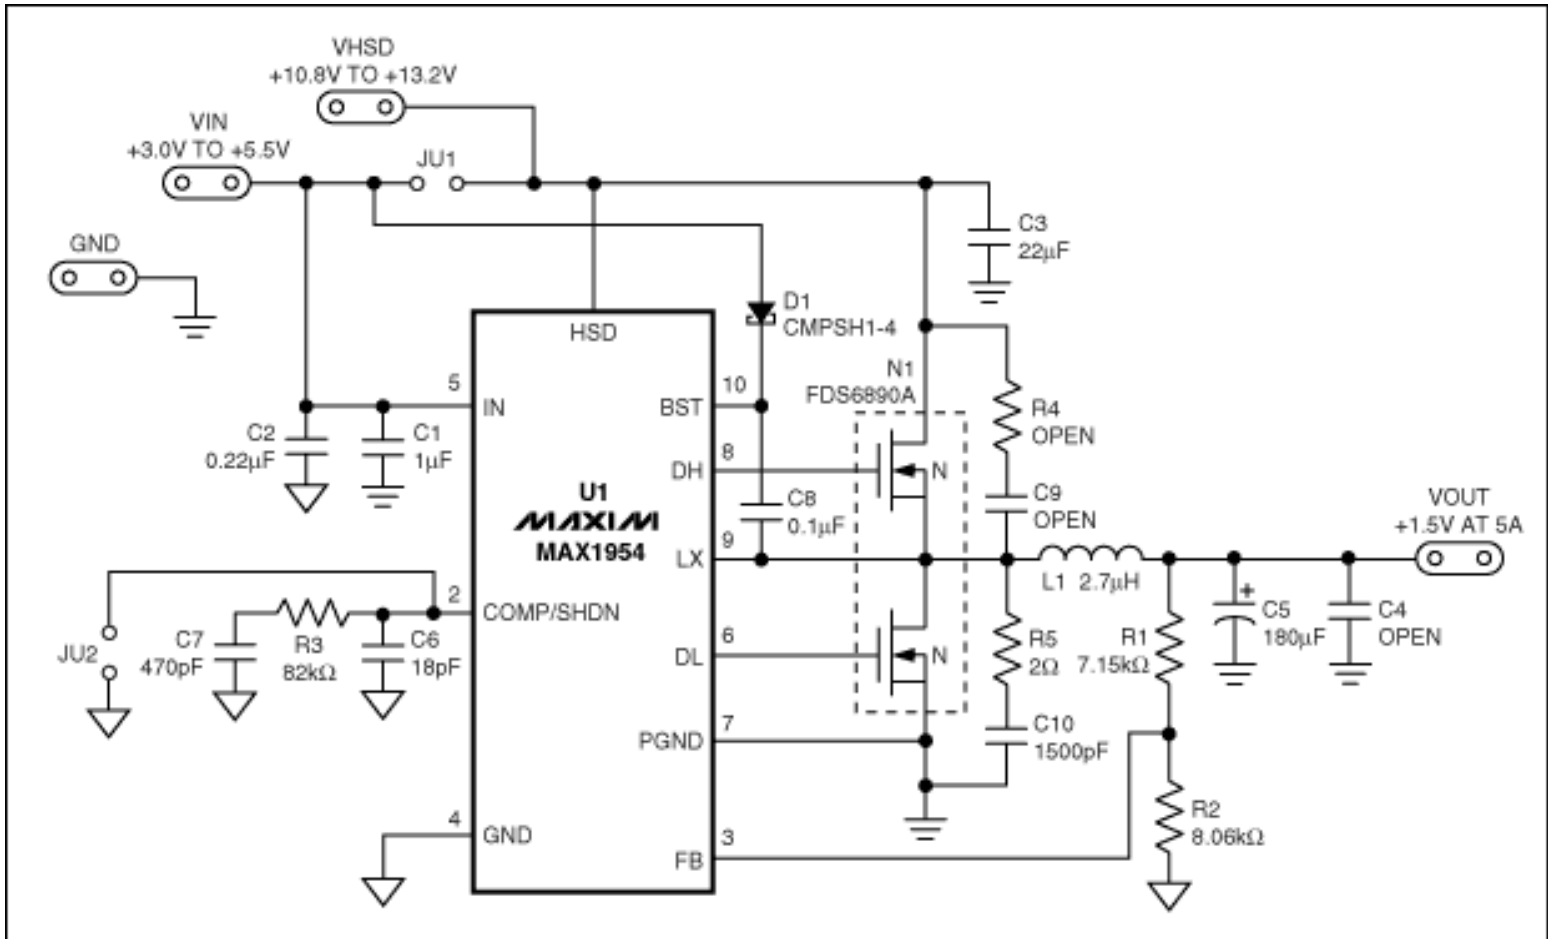 VHSD
+10.8V TO +13.2V
VIN
+3.0V TO +5.5V
JU1
GND
C3
22μF
D1
CMPSH1-4
HSD
N1
FDS6890A
5
IN
10
BST
R4
OPEN
C2
0.22μF
C1
1μF
8
DH
N
U1
MAXIM
MAX1954
C8
0.1μF
C9
OPEN
VOUT
+1.5V AT 5A
9
LX
L1 2.7μH
2
COMP/SHDN
JU2
C7
470pF
R3
82kΩ
C6
18pF
6
DL
N
R5
2Ω
R1
7.15kΩ
+
C5
180μF
C4
OPEN
7
PGND
C10
1500pF
4
GND
3
FB
R2
8.06kΩ